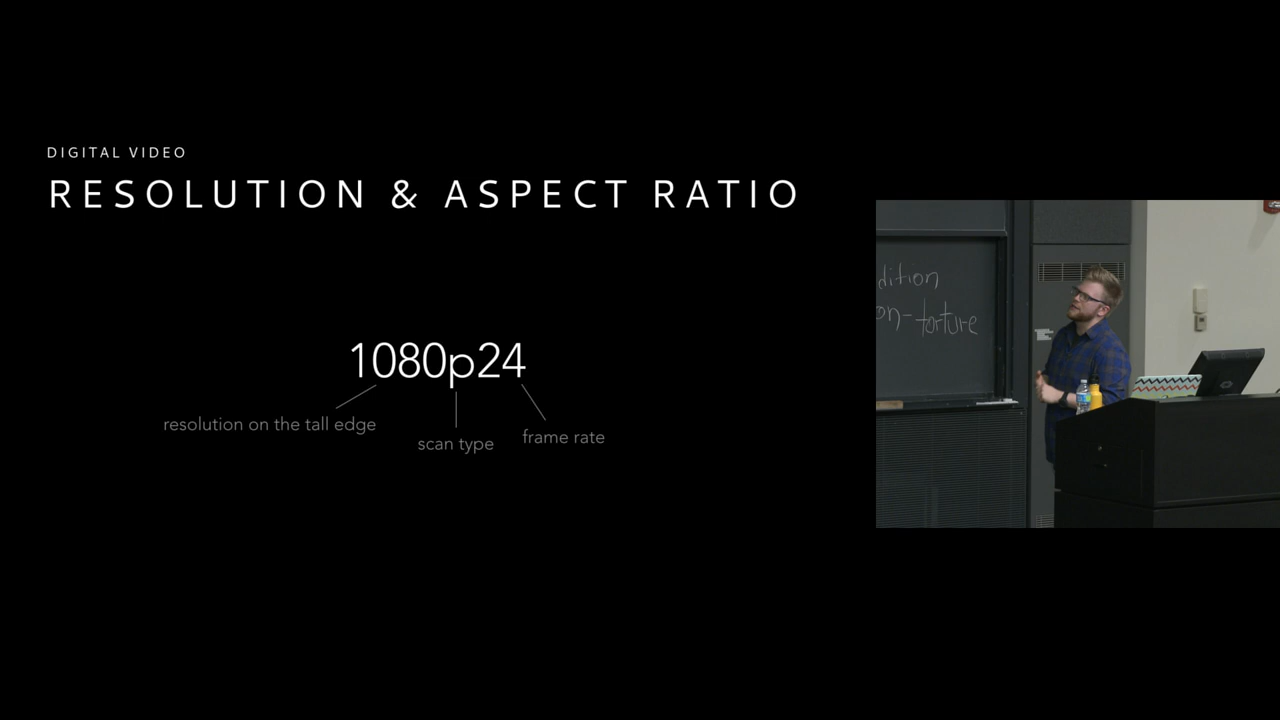 DIGITAL VIDEO
RESOLUTION & ASPECT RATIO
1080p24
resolution on the tall edge
scan type
frame rate
dition
on-torture